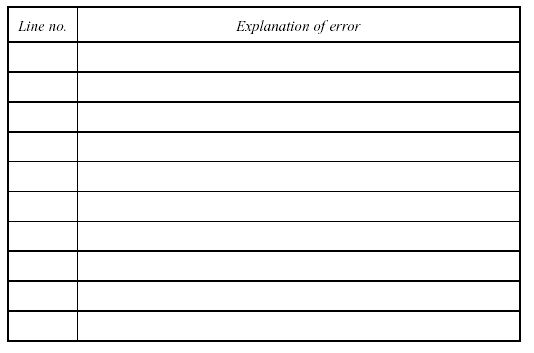 Line no. Explanation of error